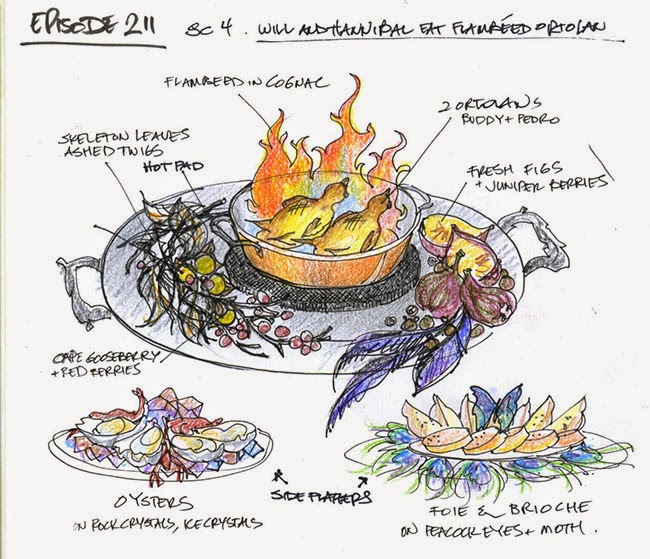 EPISODE 211 SC 4. WILL AND HANNIBAL EAT FLAMBÉED ORTOLAN
FLAMBEED IN COGNAC
2 ORTOLANS
BUDDY + PEDRO
SKELETON LEAVES
ASHED TWIGS
HOT PAD
FRESH FIGS
+ JUNIPER BERRIES
CAPE GOOSEBERRY/
+ RED BERRIES
OYSTERS
ON ROCK CRYSTALS, ICE CRYSTALS
SIDE PLATTERS
FOIE & BRIOCHE
ON PEACOCK EYES + MOTH.